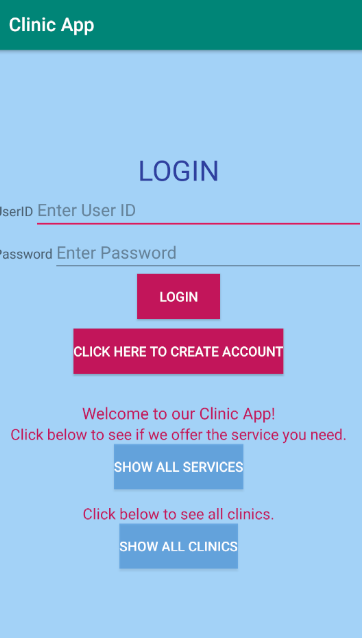 Clinic App
LOGIN
UserID Enter User ID
Password Enter Password
LOGIN
CLICK HERE TO CREATE ACCOUNT
Welcome to our Clinic App!
Click below to see if we offer the service you need.
SHOW ALL SERVICES
Click below to see all clinics.
SHOW ALL CLINICS